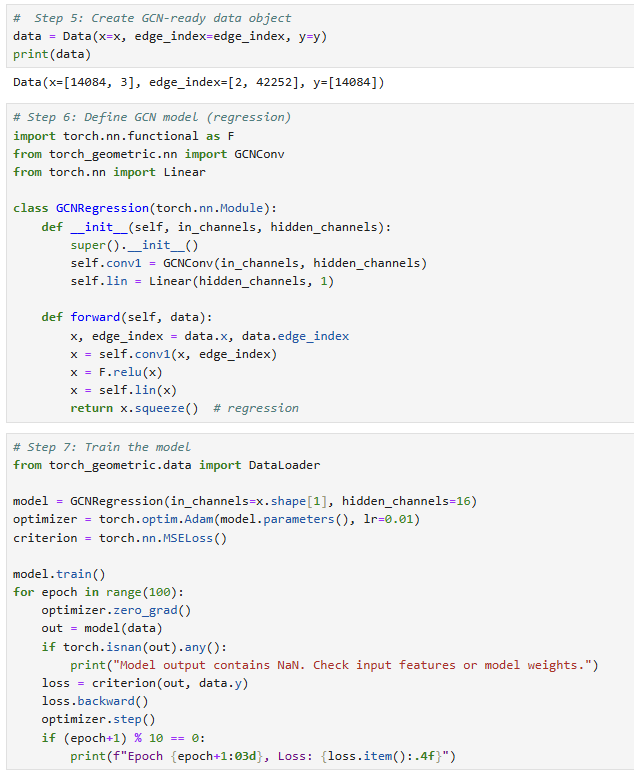 #  Step 5: Create GCN-ready data object
data = Data(x=x, edge_index=edge_index, y=y)
print(data)
Data(x=[14084, 3], edge_index=[2, 42252], y=[14084])
# Step 6: Define GCN model (regression)
import torch.nn.functional as F
from torch_geometric.nn import GCNConv
from torch.nn import Linear
class GCNRegression(torch.nn.Module):
    def __init__(self, in_channels, hidden_channels):
        super().__init__()
        self.conv1 = GCNConv(in_channels, hidden_channels)
        self.lin = Linear(hidden_channels, 1)
    def forward(self, data):
        x, edge_index = data.x, data.edge_index
        x = self.conv1(x, edge_index)
        x = F.relu(x)
        x = self.lin(x)
        return x.squeeze()  # regression
# Step 7: Train the model
from torch_geometric.data import DataLoader
model = GCNRegression(in_channels=x.shape[1], hidden_channels=16)
optimizer = torch.optim.Adam(model.parameters(), lr=0.01)
criterion = torch.nn.MSELoss()
model.train()
for epoch in range(100):
    optimizer.zero_grad()
    out = model(data)
    if torch.isnan(out).any():
        print("Model output contains NaN. Check input features or model weights.")
    loss = criterion(out, data.y)
    loss.backward()
    optimizer.step()
    if (epoch+1) % 10 == 0:
        print(f"Epoch {epoch+1:03d}, Loss: {loss.item():.4f}")